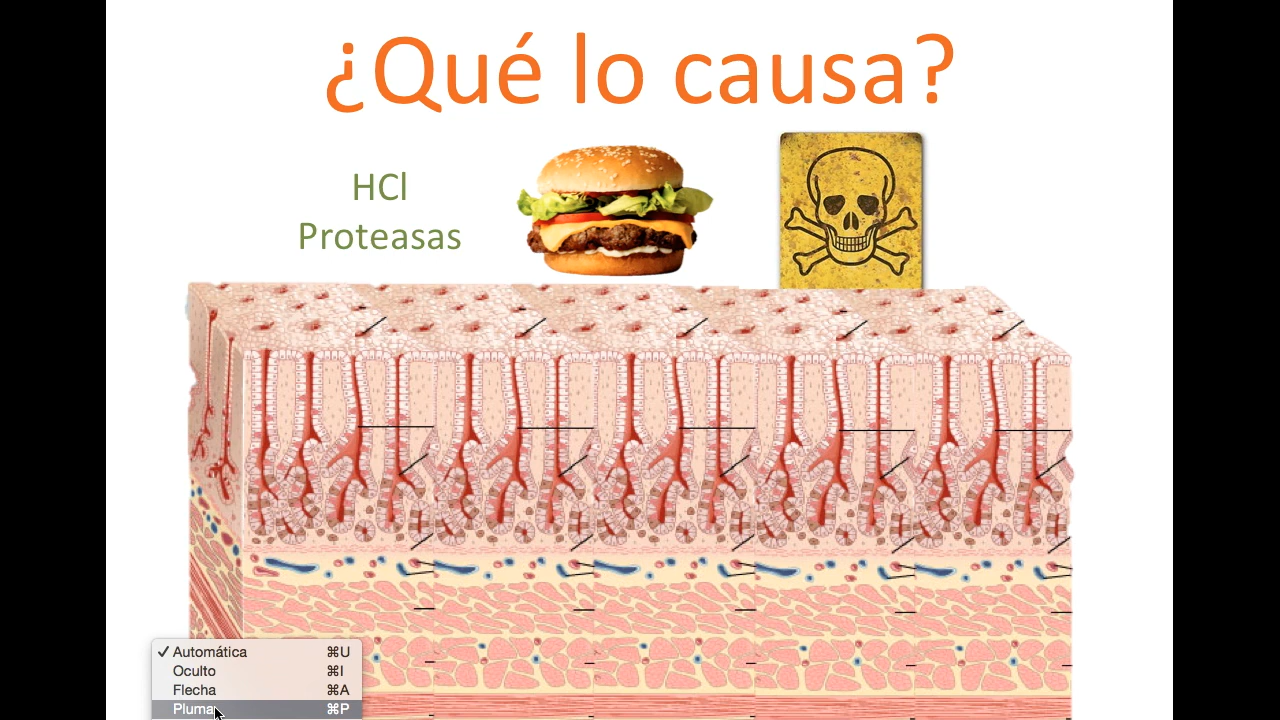 ¿Qué lo causa?
HCl
Proteasas
✓ Automática ⌘U
Oculto ⌘I
Flecha ⌘A
Pluma ⌘P